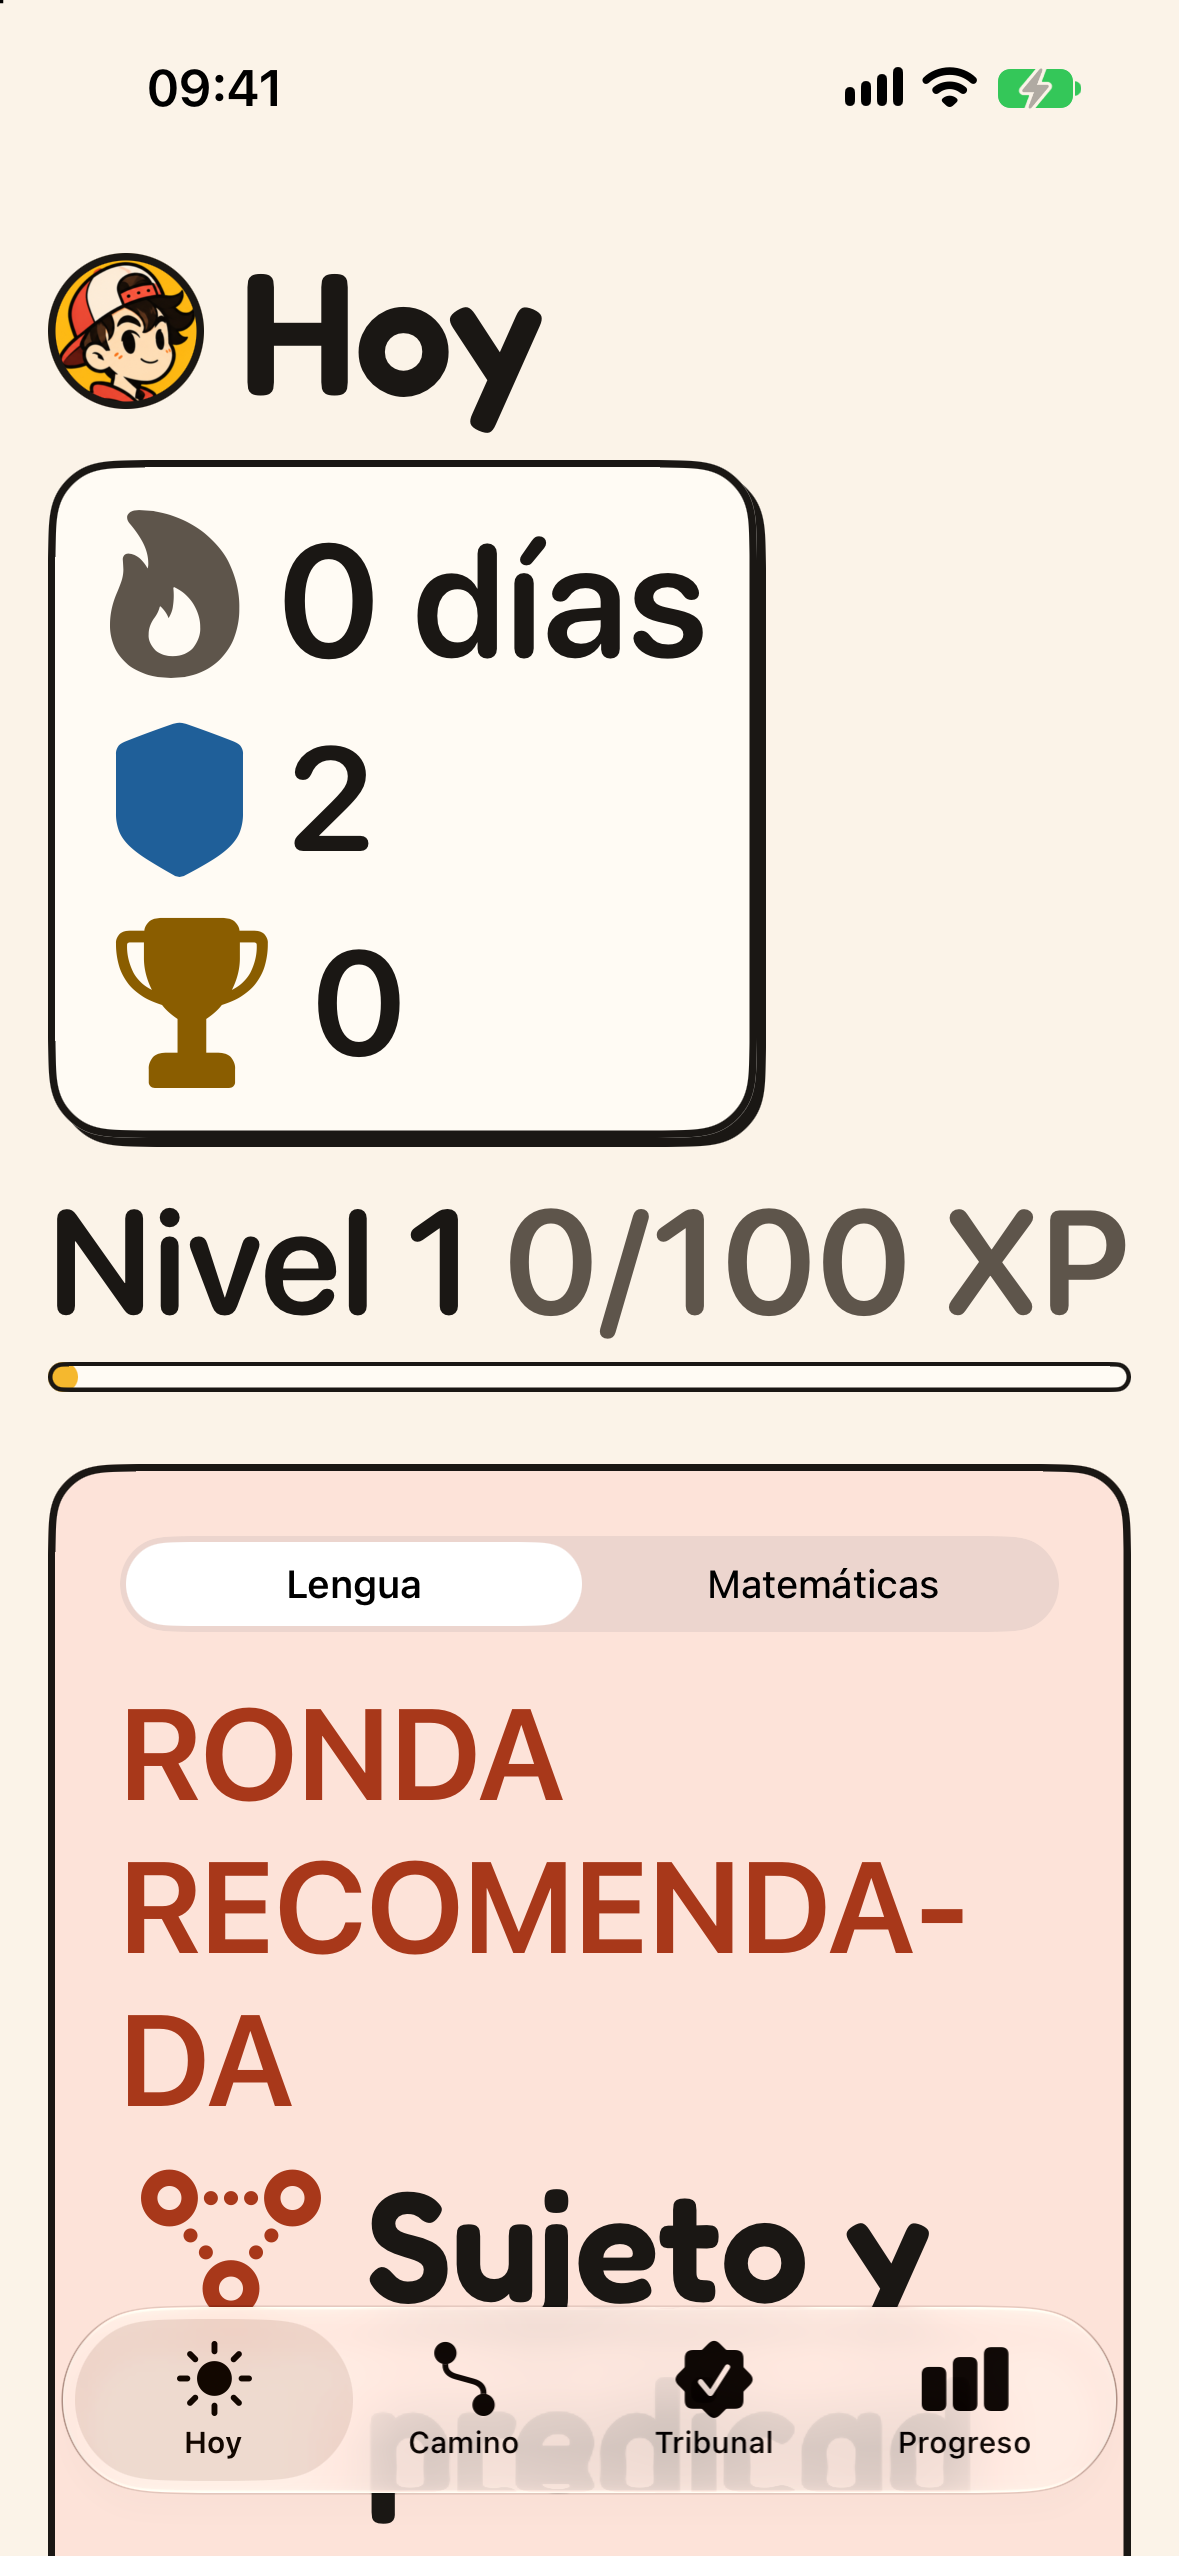 09:41
Hoy
0 días
2
0
Nivel 1 0/100 XP
Lengua Matemáticas
RONDA
RECOMENDA-
DA
Sujeto y
predicad
Hoy Camino Tribunal Progreso